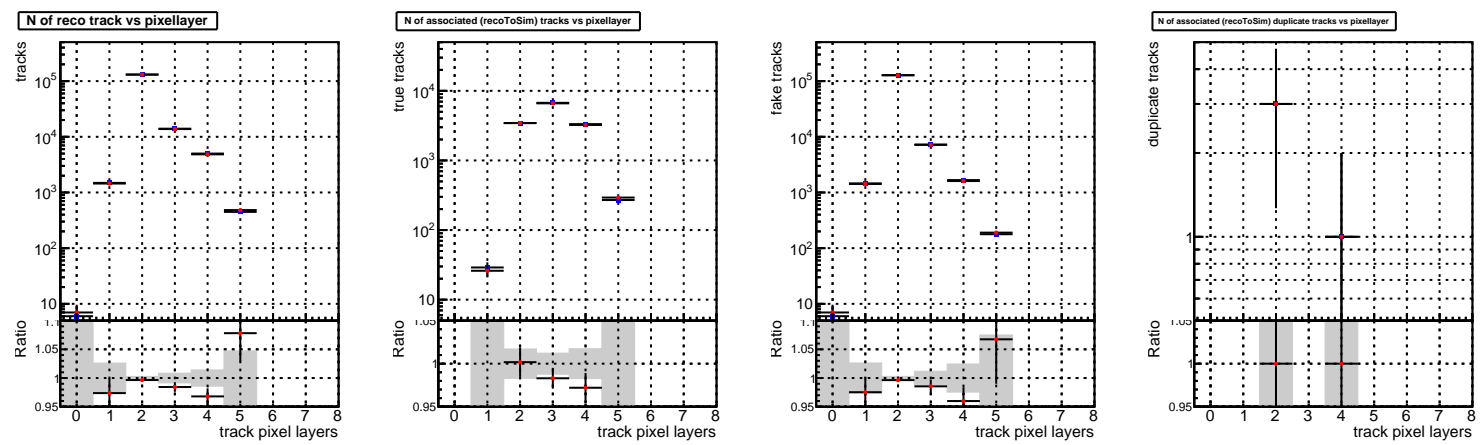 N of reco track vs pixellayer
tracks
10^5
10^4
10^3
10^2
10
Ratio
1.1
1.05
1
0.95
0 1 2 3 4 5 6 7 8
track pixel layers
N of associated (recoToSim) tracks vs pixellayer
true tracks
10^4
10^3
10^2
10
Ratio
1.05
1
0.95
0 1 2 3 4 5 6 7 8
track pixel layers
fake tracks
10^5
10^4
10^3
10^2
10
Ratio
1.1
1.05
1
0.95
0 1 2 3 4 5 6 7 8
track pixel layers
N of associated (recoToSim) duplicate tracks vs pixellayer
duplicate tracks
1
Ratio
1.05
1
0.95
0 1 2 3 4 5 6 7 8
track pixel layers